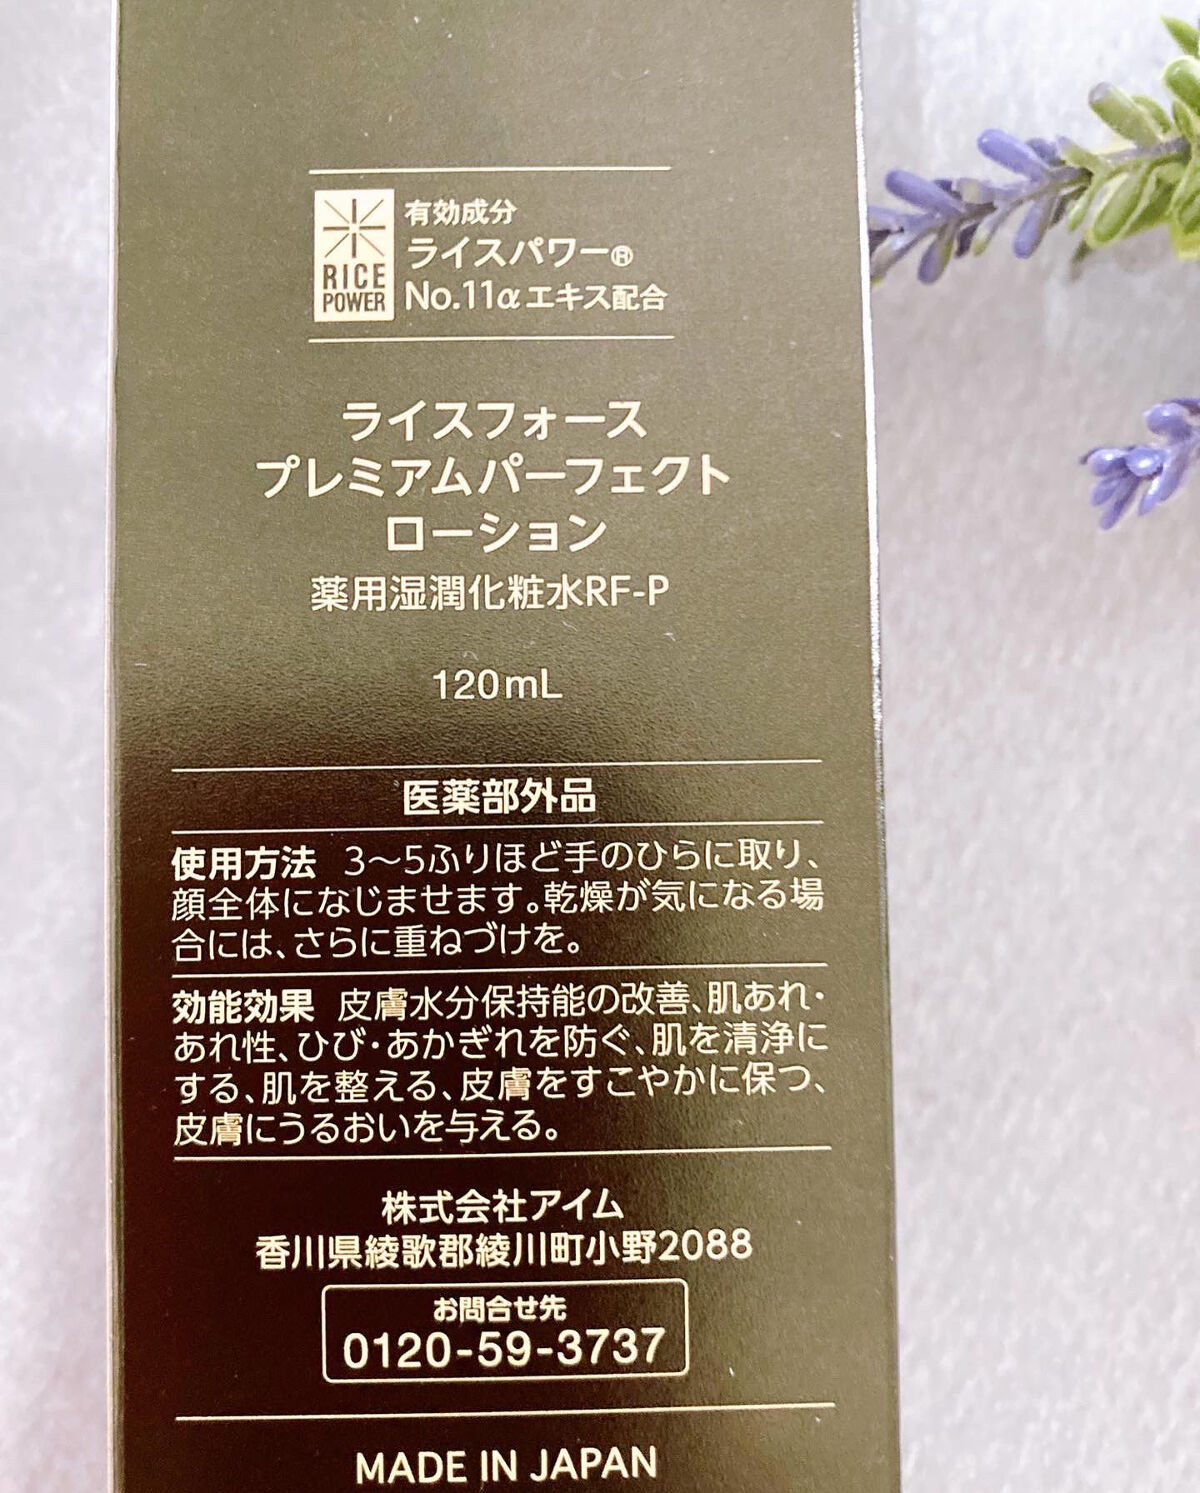 有効成分
RICE
POWER
ライスパワー®
No.11αエキス配合
ライスフォース
プレミアムパーフェクト
ローション
薬用湿潤化粧水RF-P
120mL
医薬部外品
使用方法 3〜5ふりほど手のひらに取り、
顔全体になじませます。乾燥が気になる場
合には、さらに重ねづけを。
効能効果 皮膚水分保持能の改善、肌あれ・
あれ性、ひび・あかぎれを防ぐ、肌を清浄に
する、肌を整える、皮膚をすこやかに保つ、
皮膚にうるおいを与える。
株式会社アイム
香川県綾歌郡綾川町小野2088
お問合せ先
0120-59-3737
MADE IN JAPAN